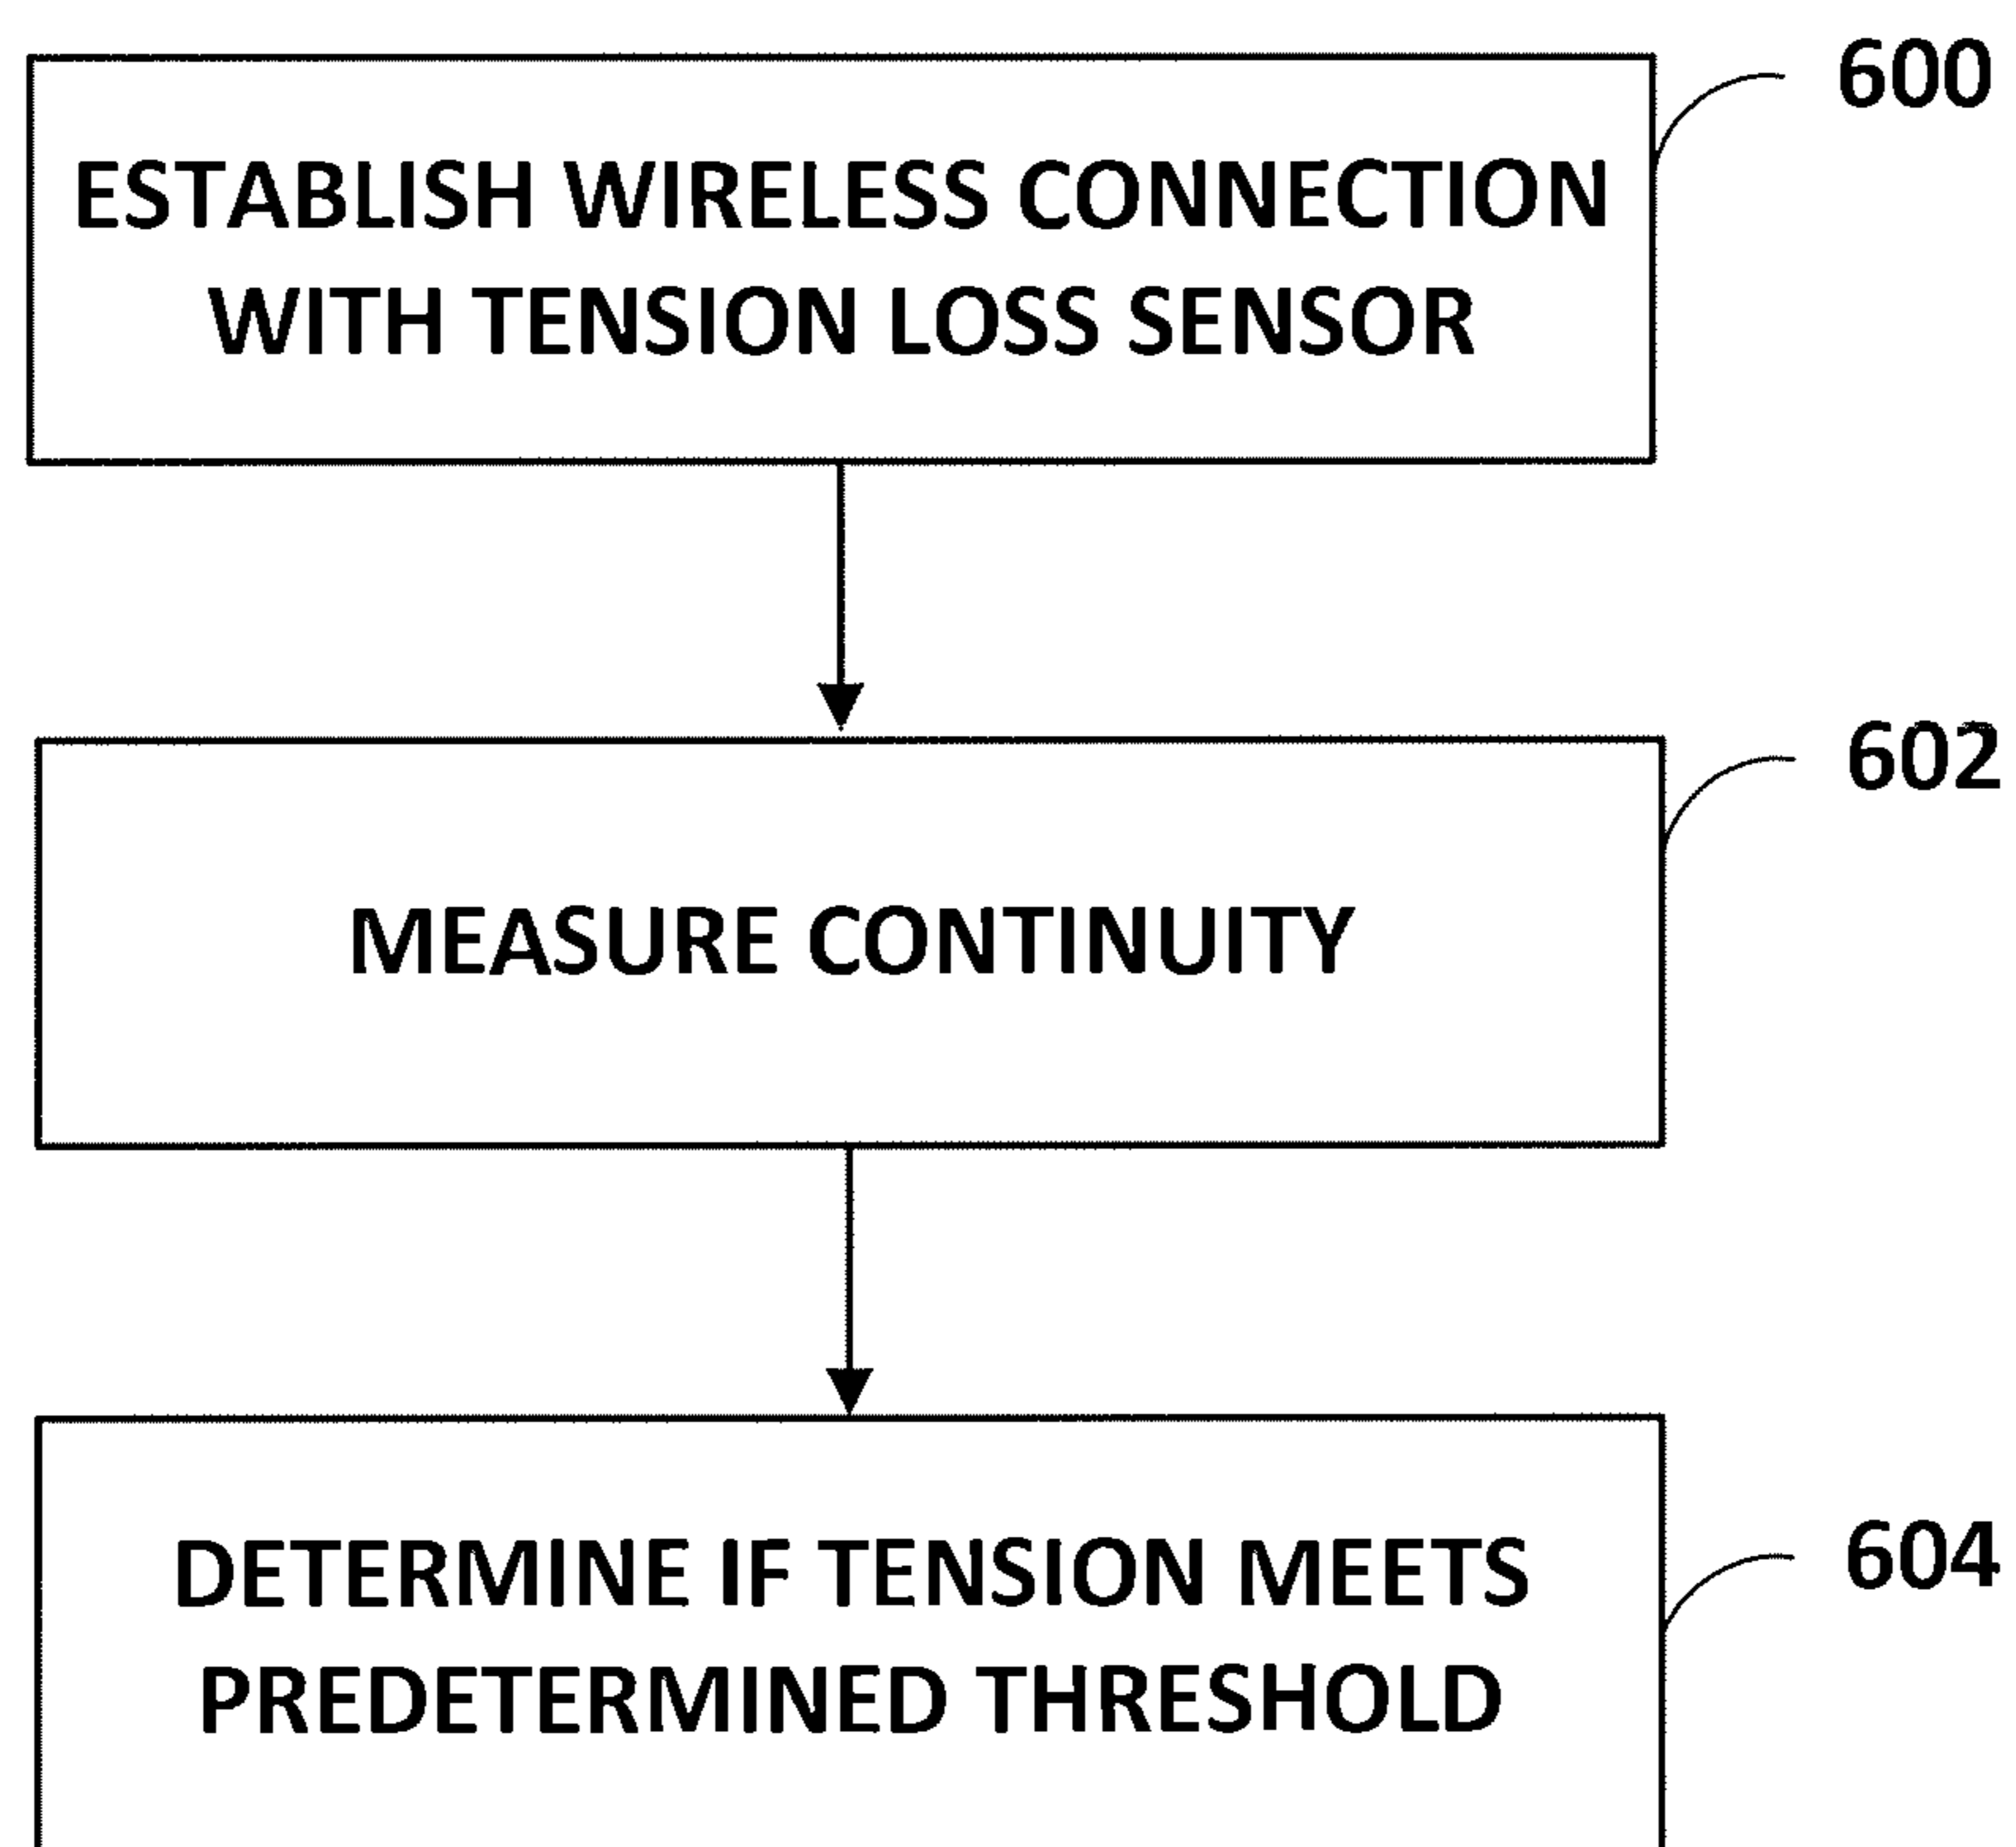 600
ESTABLISH WIRELESS CONNECTION
WITH TENSION LOSS SENSOR
602
MEASURE CONTINUITY
604
DETERMINE IF TENSION MEETS
PREDETERMINED THRESHOLD